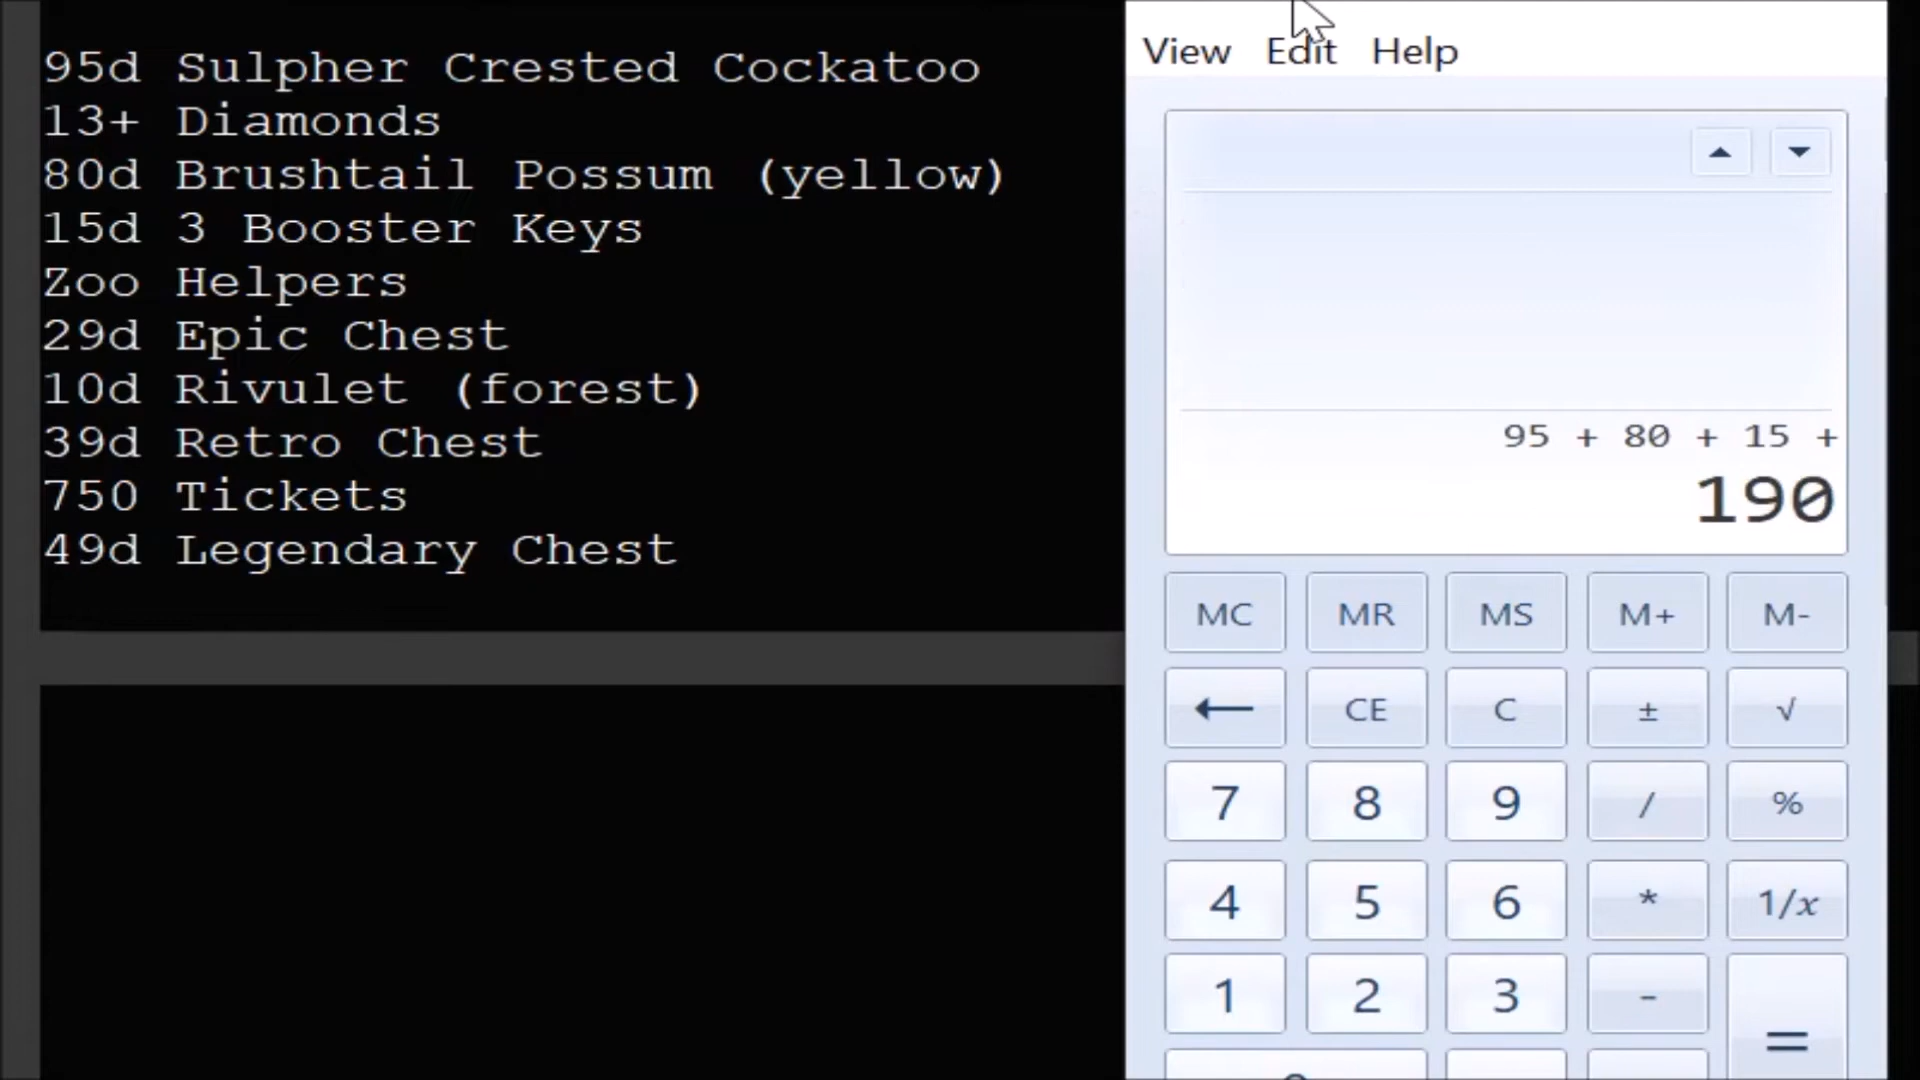 95d Sulpher Crested Cockatoo
13+ Diamonds
80d Brushtail Possum (yellow)
15d 3 Booster Keys
Zoo Helpers
29d Epic Chest
10d Rivulet (forest)
39d Retro Chest
750 Tickets
49d Legendary Chest
View Edit Help
95 + 80 + 15 +
190
MC MR MS M+ M-
← CE C ± √
7 8 9 / %
4 5 6 * 1/x
1 2 3 - =